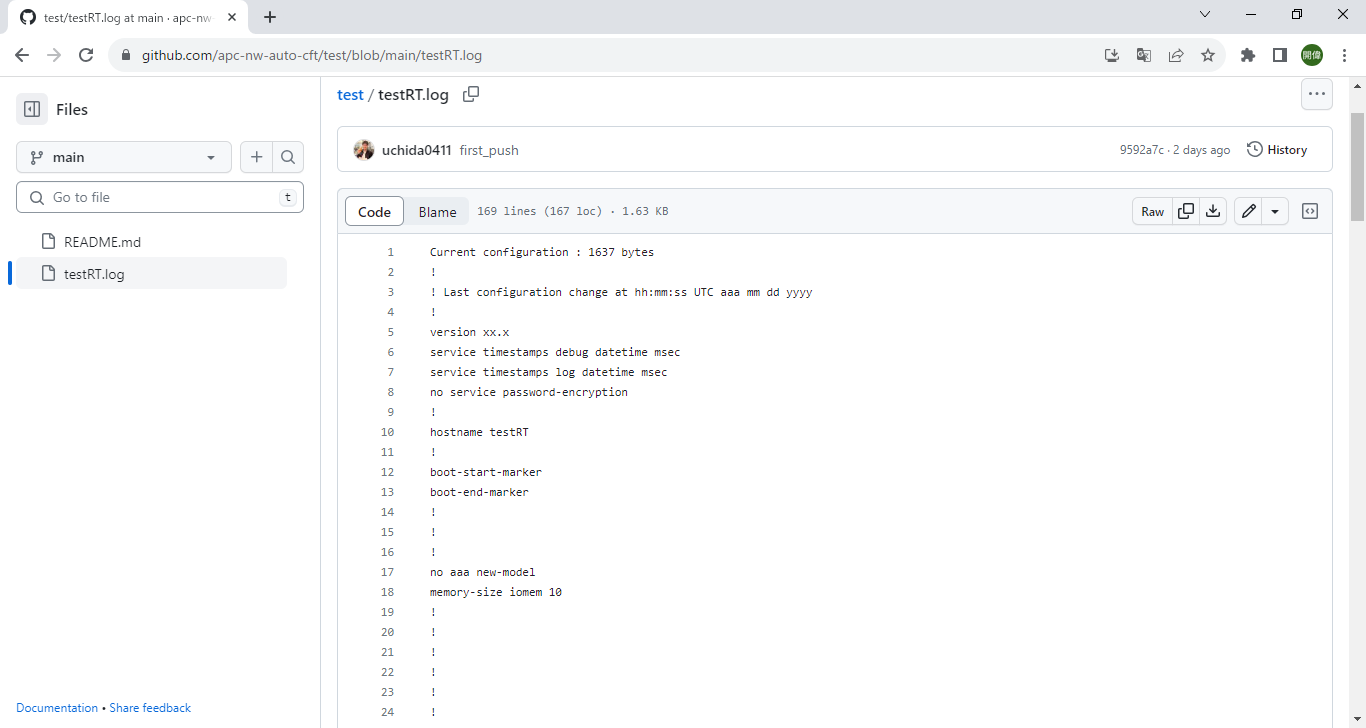 test/testRT.log at main · apc-nw
github.com/apc-nw-auto-cft/test/blob/main/testRT.log
開偉
Files
main
Go to file
t
README.md
testRT.log
Documentation • Share feedback
test / testRT.log
uchida0411 first_push
9592a7c · 2 days ago
History
Code
Blame
169 lines (167 loc) · 1.63 KB
Raw
1 Current configuration : 1637 bytes
2 !
3 ! Last configuration change at hh:mm:ss UTC aaa mm dd yyyy
4 !
5 version xx.x
6 service timestamps debug datetime msec
7 service timestamps log datetime msec
8 no service password-encryption
9 !
10 hostname testRT
11 !
12 boot-start-marker
13 boot-end-marker
14 !
15 !
16 !
17 no aaa new-model
18 memory-size iomem 10
19 !
20 !
21 !
22 !
23 !
24 !